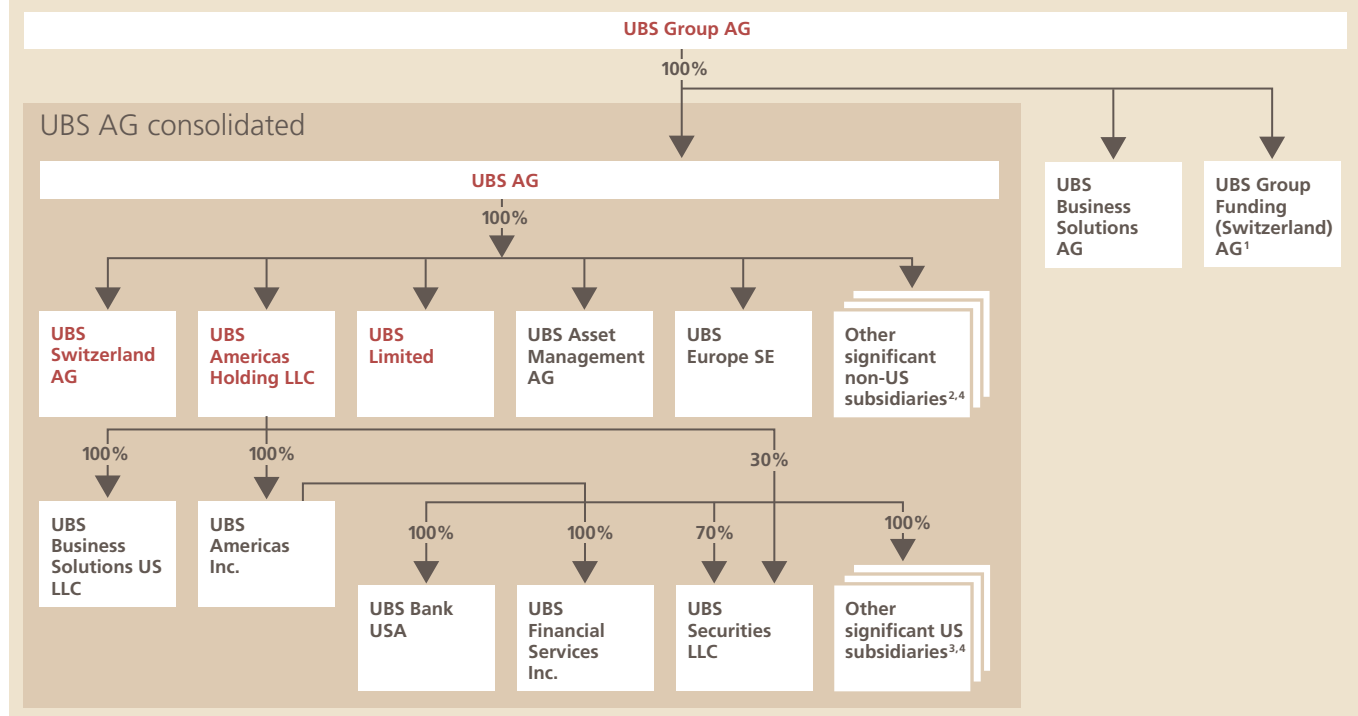 UBS Group AG
100%
UBS AG consolidated
UBS AG
UBS
Business
Solutions
AG
UBS Group
Funding
(Switzerland)
AG¹
100%
UBS
Switzerland
AG
UBS
Americas
Holding LLC
UBS
Limited
UBS Asset
Management
AG
UBS
Europe SE
Other
significant
non-US
subsidiaries²,⁴
100%
100%
30%
UBS
Business
Solutions US
LLC
UBS
Americas
Inc.
100%
100%
70%
100%
UBS Bank
USA
UBS
Financial
Services
Inc.
UBS
Securities
LLC
Other
significant US
subsidiaries³,⁴